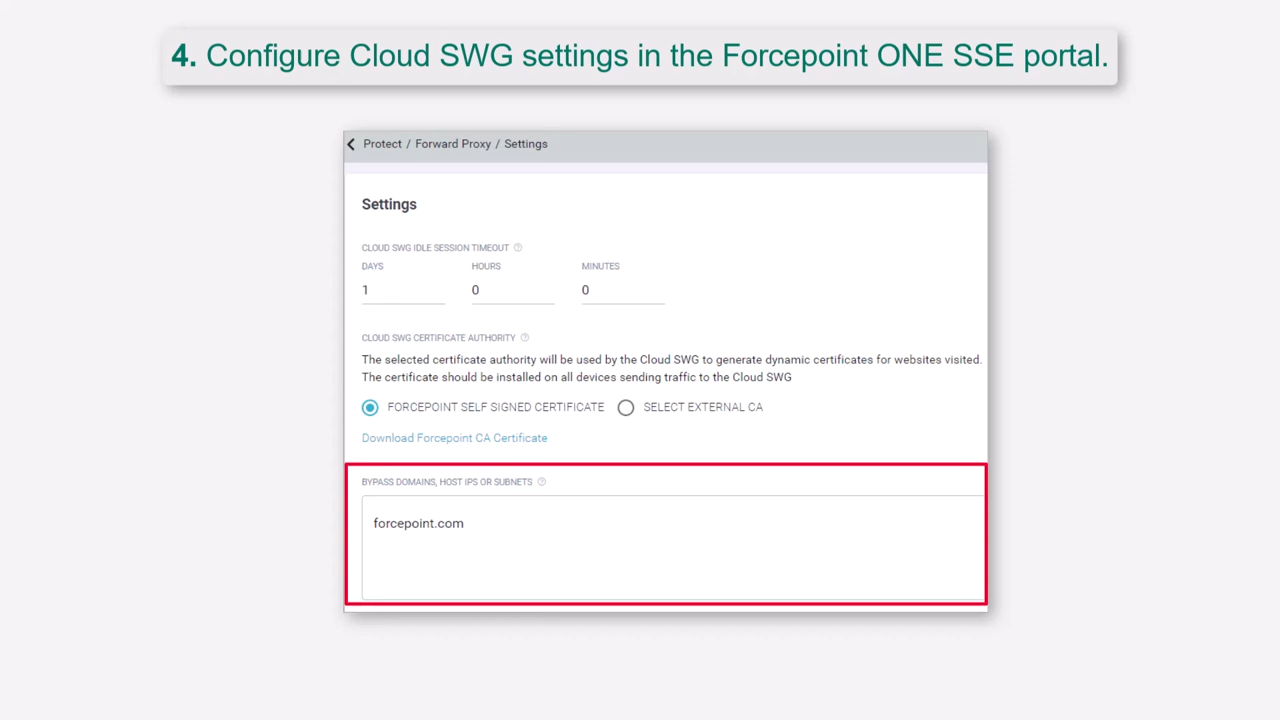 4. Configure Cloud SWG settings in the Forcepoint ONE SSE portal.
Protect / Forward Proxy / Settings
Settings
CLOUD SWG IDLE SESSION TIMEOUT
DAYS HOURS MINUTES
1 0 0
CLOUD SWG CERTIFICATE AUTHORITY
The selected certificate authority will be used by the Cloud SWG to generate dynamic certificates for websites visited.
The certificate should be installed on all devices sending traffic to the Cloud SWG
FORCEPOINT SELF SIGNED CERTIFICATE SELECT EXTERNAL CA
Download Forcepoint CA Certificate
BYPASS DOMAINS, HOST IPS OR SUBNETS
forcepoint.com